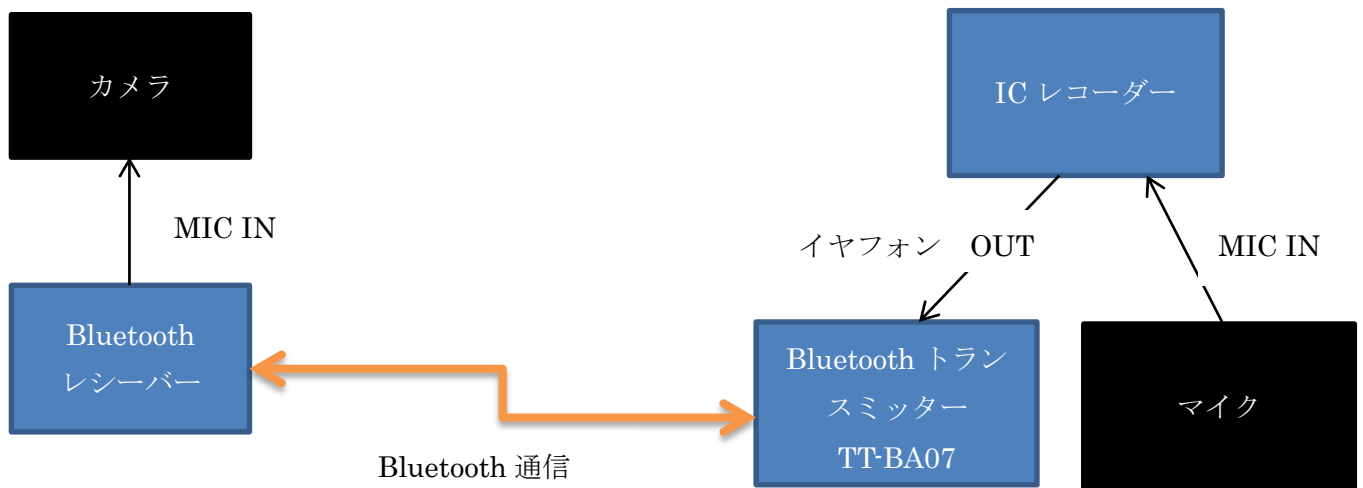 カメラ
IC レコーダー
MIC IN
イヤフォン　OUT
MIC IN
Bluetooth
レシーバー
Bluetooth トラン
スミッター
TT-BA07
マイク
Bluetooth 通信